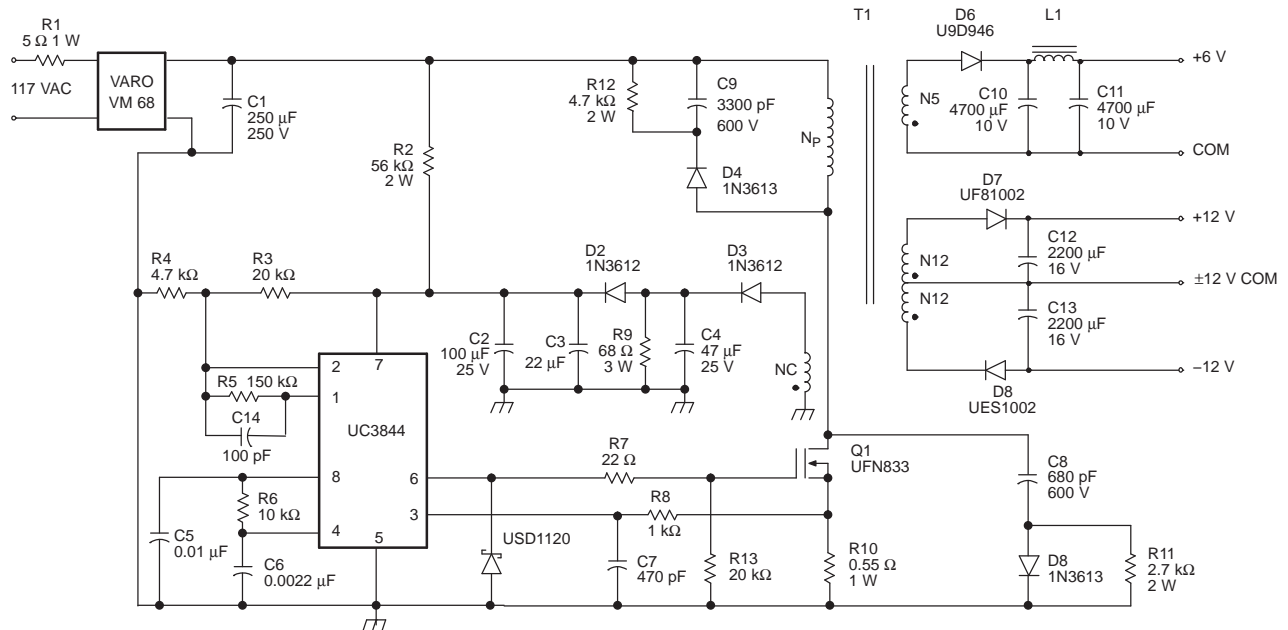 R1
5 Ω 1 W
117 VAC
VARO
VM 68
C1
250 µF
250 V
R2
56 kΩ
2 W
R12
4.7 kΩ
2 W
C9
3300 pF
600 V
D4
1N3613
NP
T1
D6
U9D946
L1
+6 V
N5
C10
4700 µF
10 V
C11
4700 µF
10 V
COM
D7
UF81002
+12 V
N12
N12
C12
2200 µF
16 V
±12 V COM
C13
2200 µF
16 V
–12 V
D8
UES1002
R4
4.7 kΩ
R3
20 kΩ
D2
1N3612
D3
1N3612
C2
100 µF
25 V
C3
22 µF
R9
68 Ω
3 W
C4
47 µF
25 V
NC
2
7
R5 150 kΩ
1
C14
100 pF
UC3844
R7
22 Ω
Q1
UFN833
C8
680 pF
600 V
8
6
R6
10 kΩ
3
R8
1 kΩ
4
5
C5
0.01 µF
C6
0.0022 µF
USD1120
C7
470 pF
R13
20 kΩ
R10
0.55 Ω
1 W
D8
1N3613
R11
2.7 kΩ
2 W